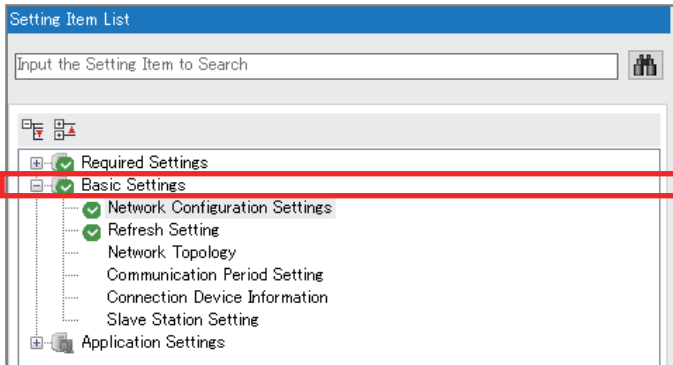 Setting Item List
Input the Setting Item to Search
Required Settings
Basic Settings
Network Configuration Settings
Refresh Setting
Network Topology
Communication Period Setting
Connection Device Information
Slave Station Setting
Application Settings